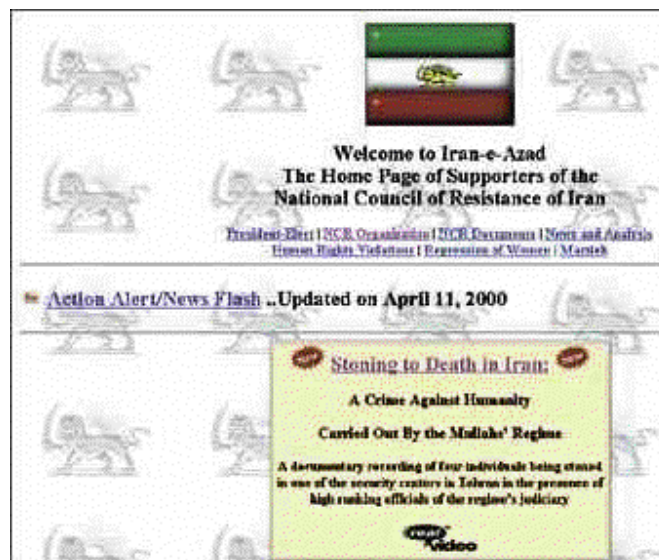 Welcome to Iran-e-Azad
The Home Page of Supporters of the
National Council of Resistance of Iran
President-Elect | NCR Organization | NCR Documents | News and Analysis
Human Rights Violations | Repression of Women | Marzieh
Action Alert/News Flash ..Updated on April 11, 2000
Stoning to Death in Iran:
A Crime Against Humanity
Carried Out By the Mullahs' Regime
A documentary recording of four individuals being stoned
in one of the security centers in Tehran in the presence of
high ranking officials of the regime's judiciary
real video